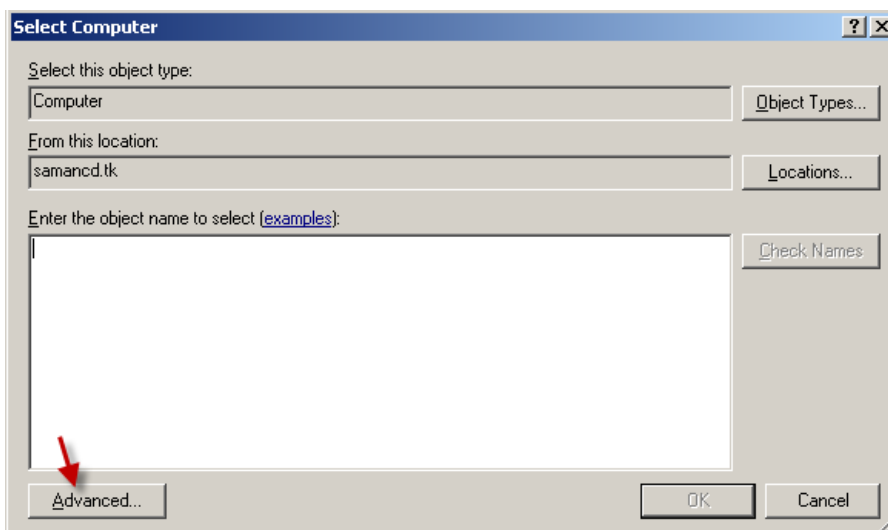 Select Computer
Select this object type:
Computer
Object Types...
From this location:
samancd.tk
Locations...
Enter the object name to select (examples):
Check Names
Advanced...
OK
Cancel